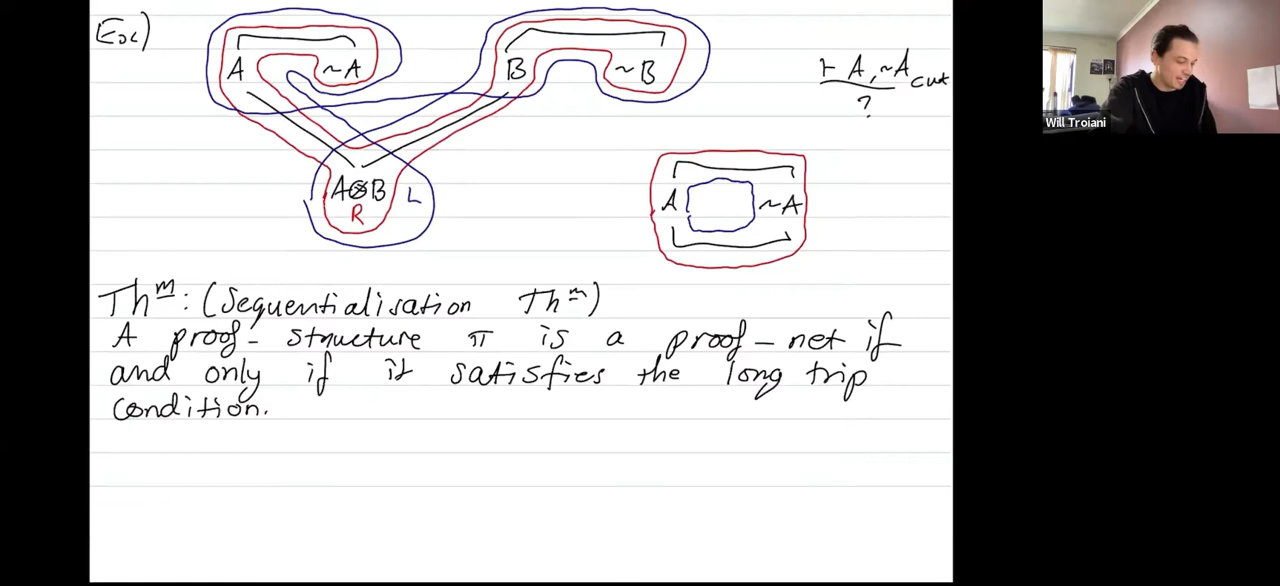 Ex)
A ~A B ~B
⊢ A, ~A cut
?
Will Troiani
A⊗B L
R
A ~A
Thm: (Sequentialisation Thm)
A proof- structure π is a proof-net if
and only if it satisfies the long trip
condition.